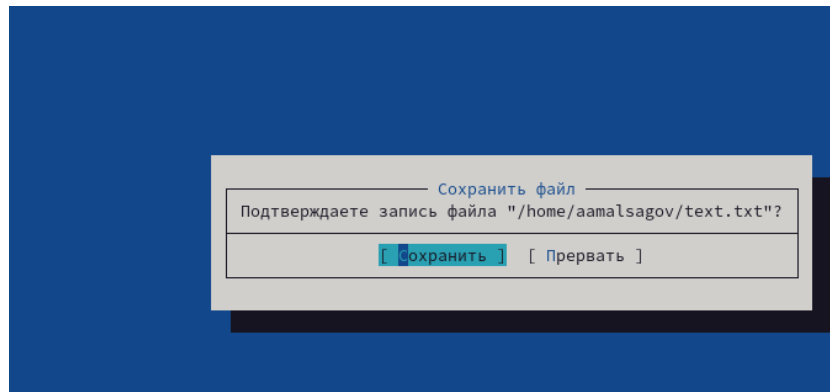 Сохранить файл
Подтверждаете запись файла "/home/aamalsagov/text.txt"?
[ Сохранить ] [ Прервать ]